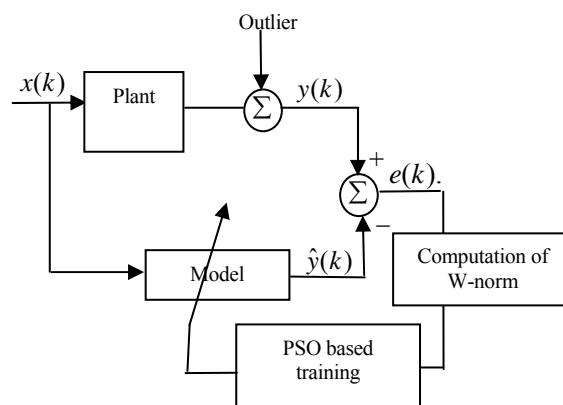 Outlier
x(k)
Plant
Σ
y(k)
+
Σ
e(k).
−
Model
ŷ(k)
Computation of
W-norm
PSO based
training